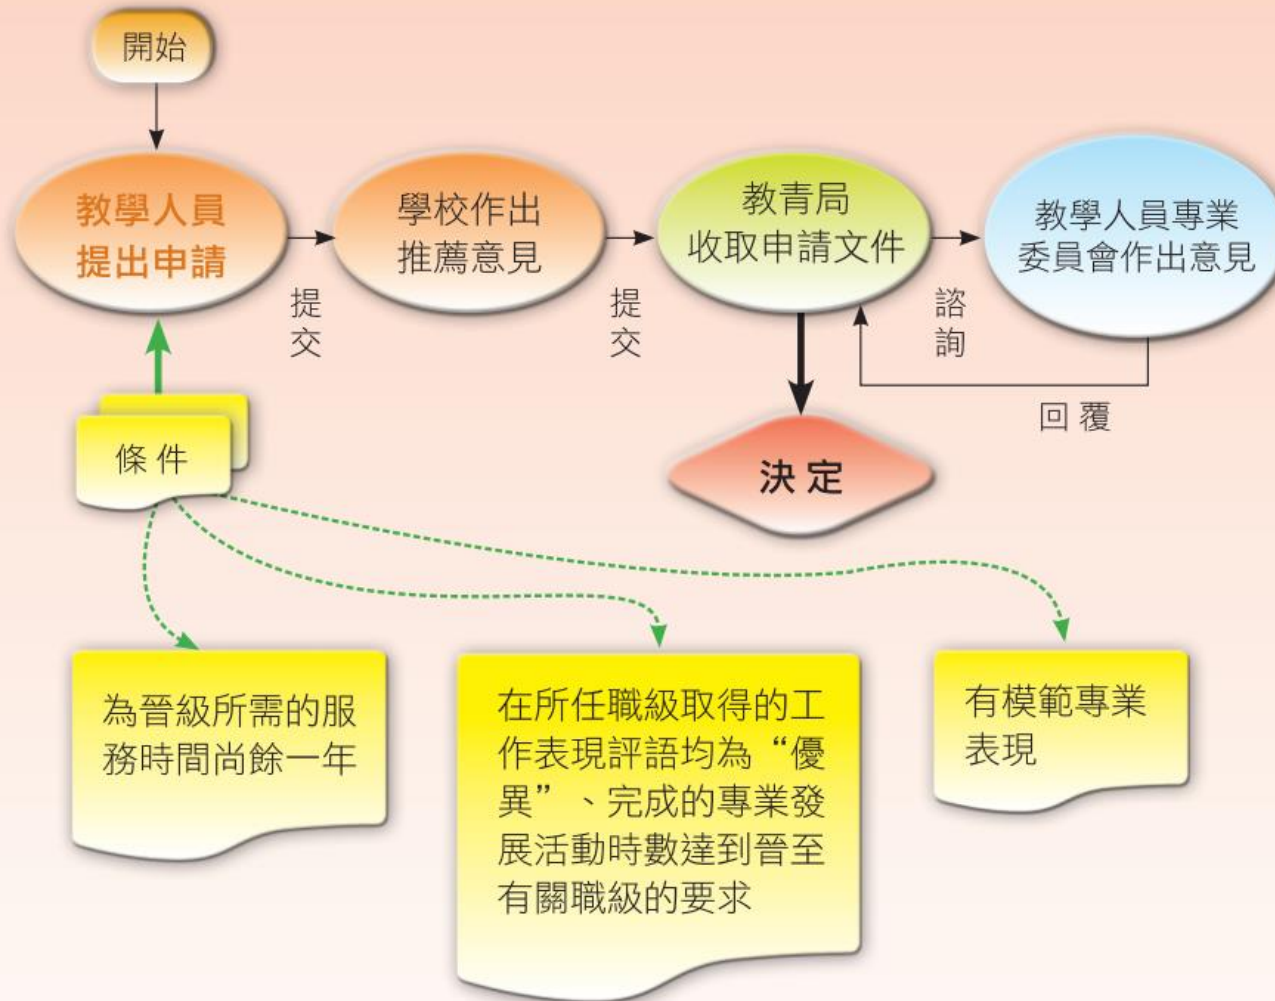 開始
教學人員
提出申請
學校作出
推薦意見
教青局
收取申請文件
教學人員專業
委員會作出意見
提
交
提
交
諮
詢
回覆
條件
決定
為晉級所需的服
務時間尚餘一年
在所任職級取得的工
作表現評語均為“優
異”、完成的專業發
展活動時數達到晉至
有關職級的要求
有模範專業
表現